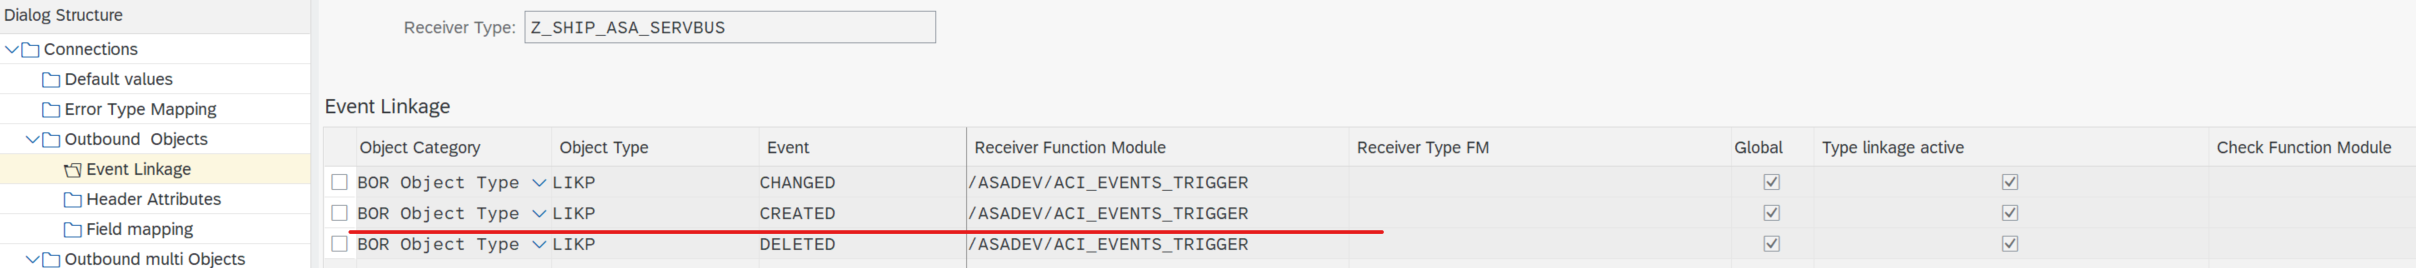 Dialog Structure
Connections
Default values
Error Type Mapping
Outbound  Objects
Event Linkage
Header Attributes
Field mapping
Outbound multi Objects
Receiver Type: Z_SHIP_ASA_SERVBUS
Event Linkage
Object Category Object Type Event Receiver Function Module Receiver Type FM Global Type linkage active Check Function Module
BOR Object Type LIKP CHANGED /ASADEV/ACI_EVENTS_TRIGGER
BOR Object Type LIKP CREATED /ASADEV/ACI_EVENTS_TRIGGER
BOR Object Type LIKP DELETED /ASADEV/ACI_EVENTS_TRIGGER